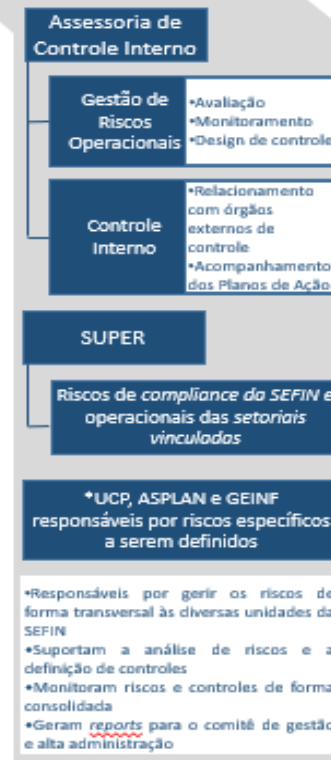 Assessoria de
Controle Interno
Gestão de
Riscos
Operacionais
•Avaliação
•Monitoramento
•Design de controle
Controle
Interno
•Relacionamento
com órgãos
externos de
controle
•Acompanhamento
dos Planos de Ação
SUPER
Riscos de compliance da SEFIN e
operacionais das setoriais
vinculadas
*UCP, ASPLAN e GEINF
responsáveis por riscos específicos
a serem definidos
•Responsáveis por gerir os riscos de
forma transversal às diversas unidades da
SEFIN
•Suportam a análise de riscos e a
definição de controles
•Monitoram riscos e controles de forma
consolidada
•Geram reports para o comitê de gestão
e alta administração